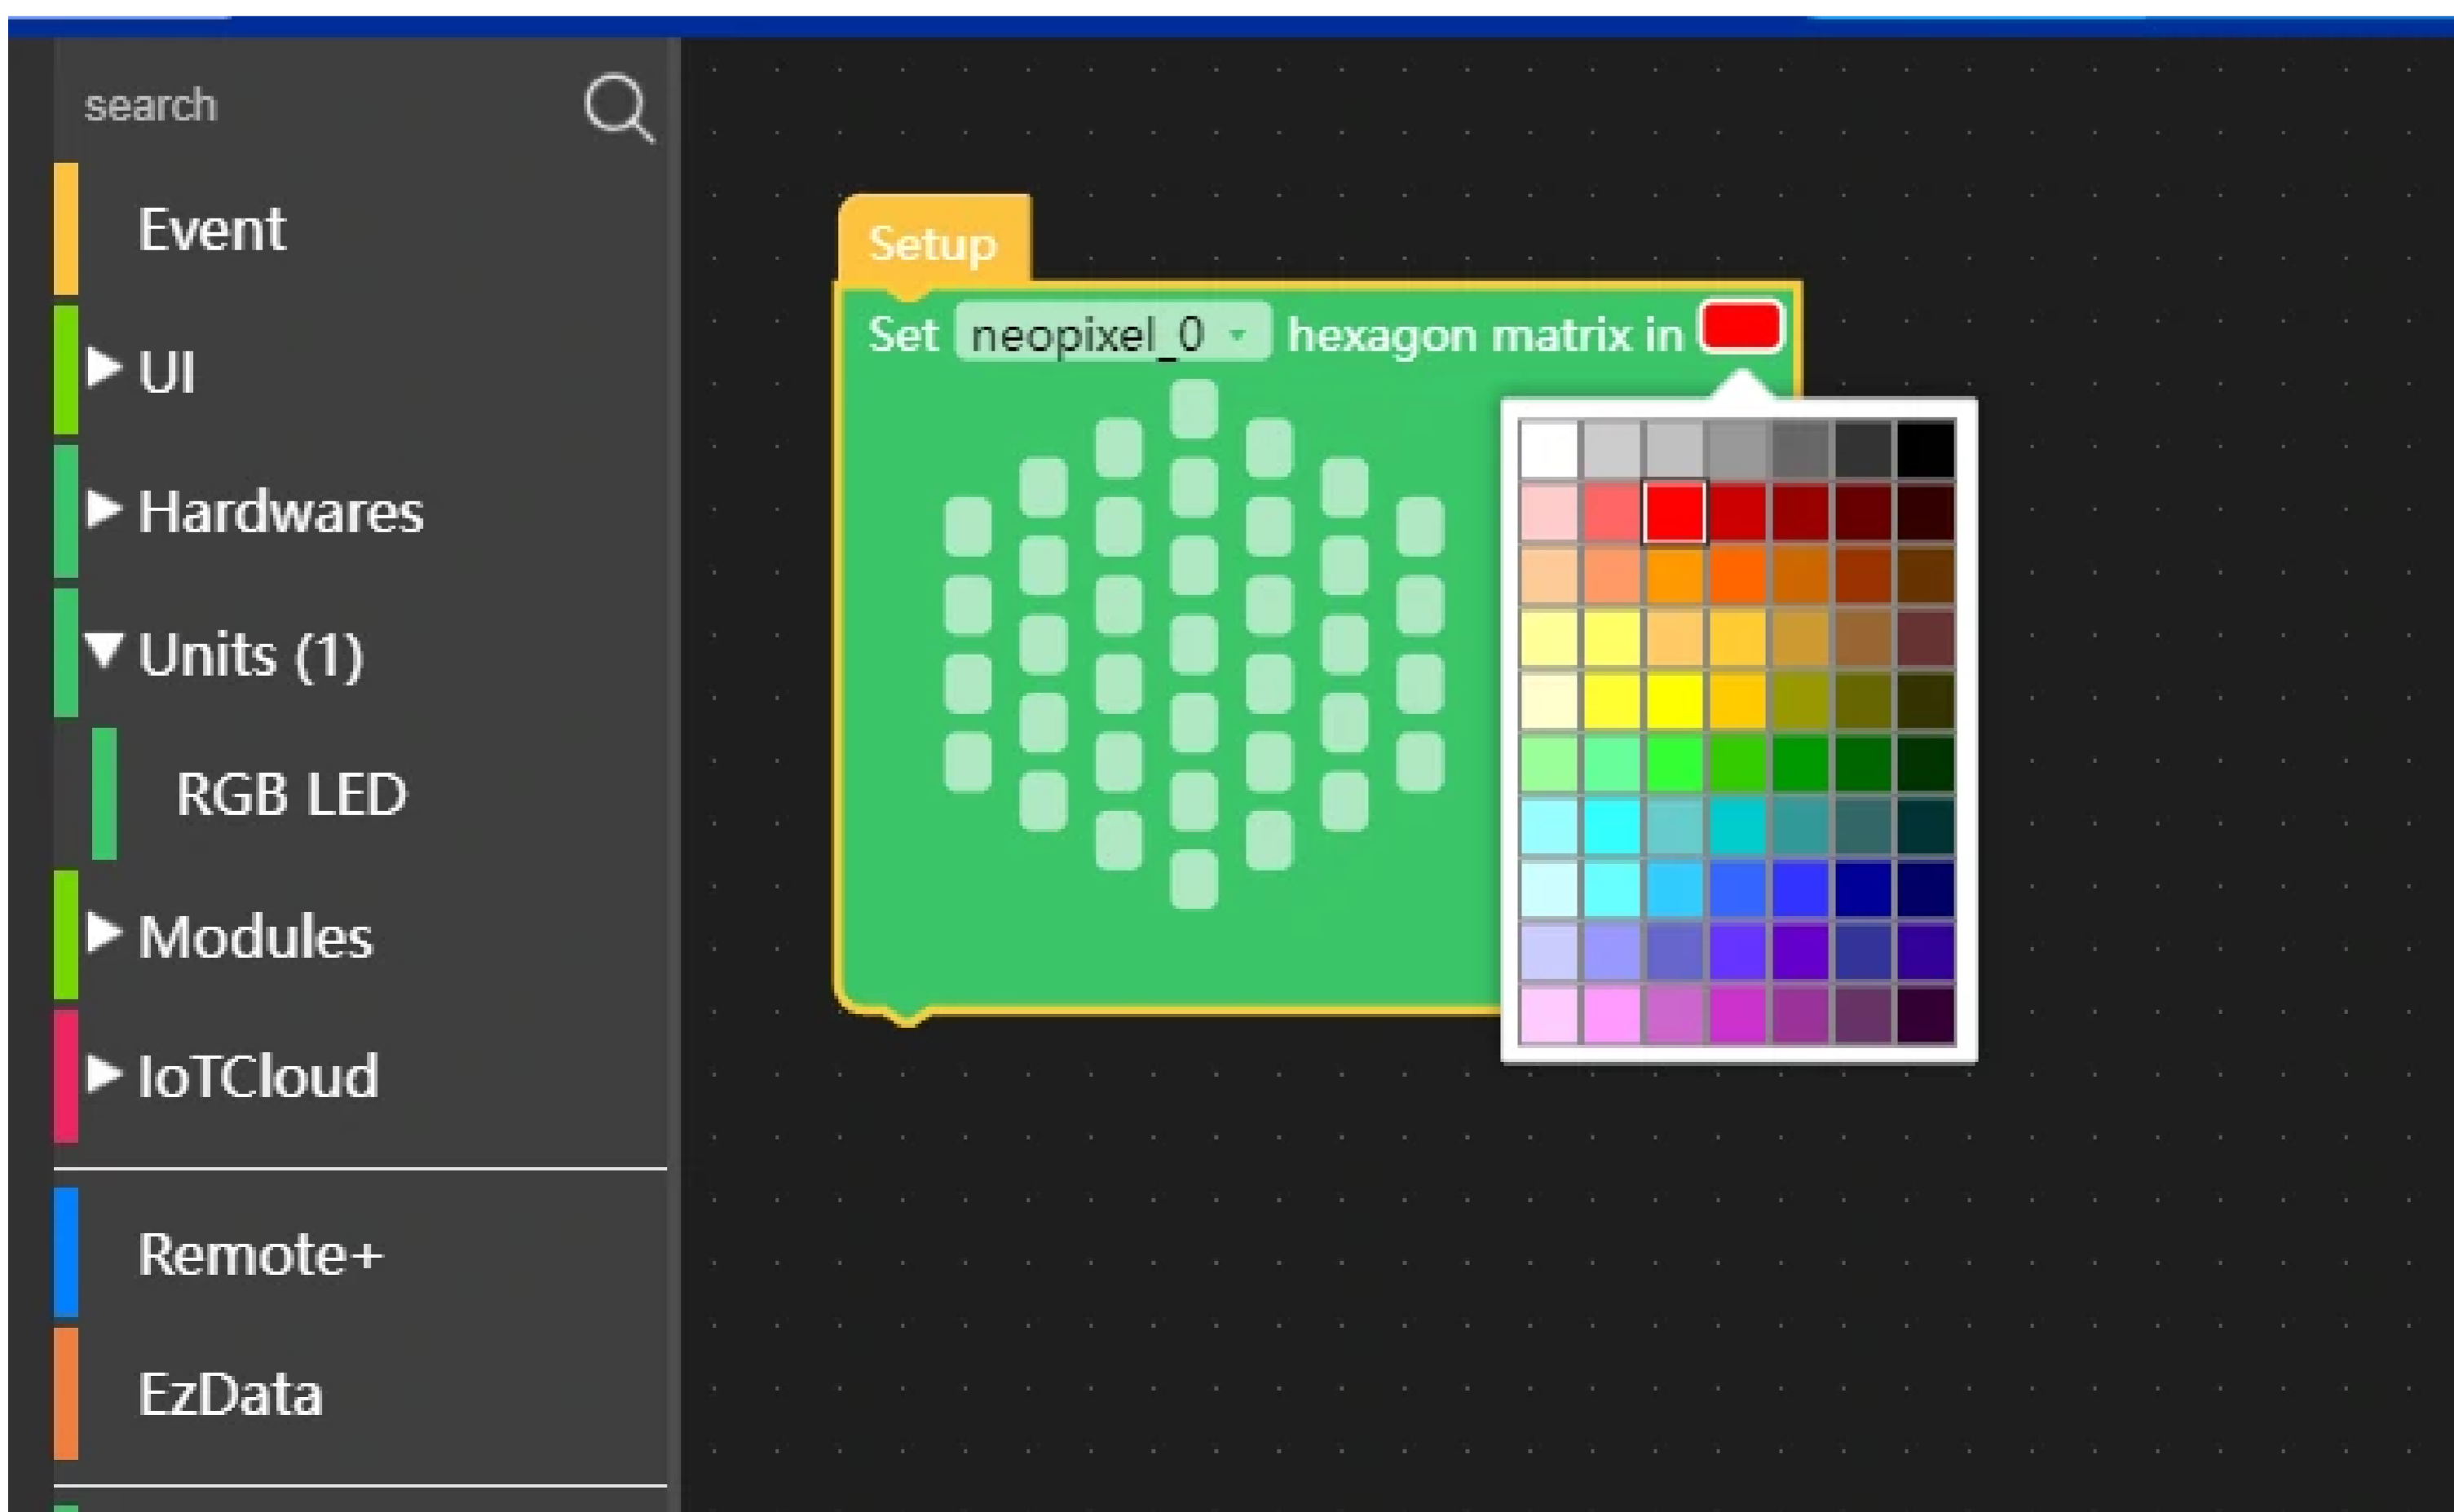 search
Event
UI
Hardwares
Units (1)
RGB LED
Modules
IoTCloud
Remote+
EzData
Setup
Set neopixel_0 hexagon matrix in